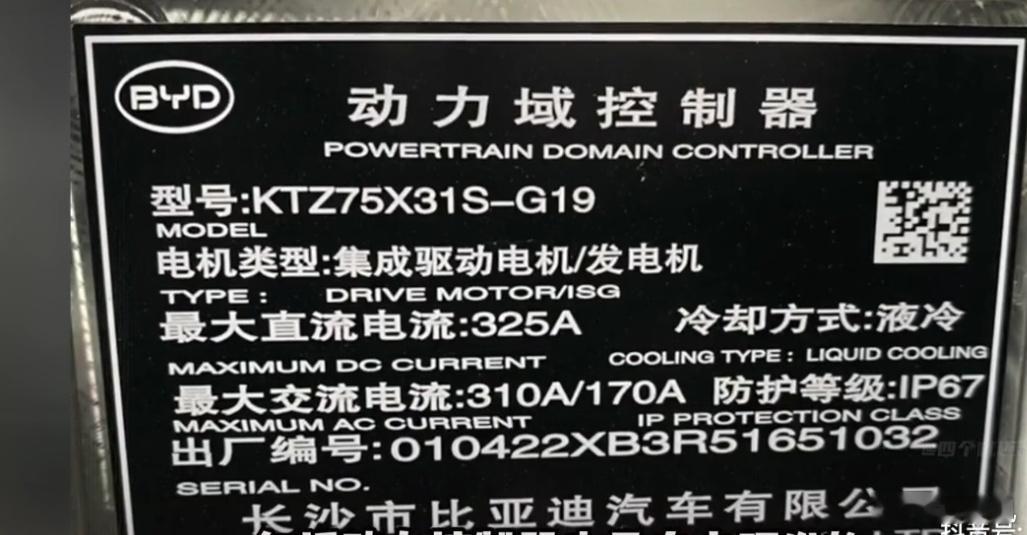 BYD
动力域控制器
POWERTRAIN DOMAIN CONTROLLER
型号:KTZ75X31S-G19
MODEL
电机类型:集成驱动电机/发电机
TYPE: DRIVE MOTOR/ISG
最大直流电流:325A 冷却方式:液冷
MAXIMUM DC CURRENT COOLING TYPE: LIQUID COOLING
最大交流电流:310A/170A 防护等级:IP67
MAXIMUM AC CURRENT IP PROTECTION CLASS
出厂编号:010422XB3R51651032
SERIAL NO.
长沙市比亚迪汽车有限公司